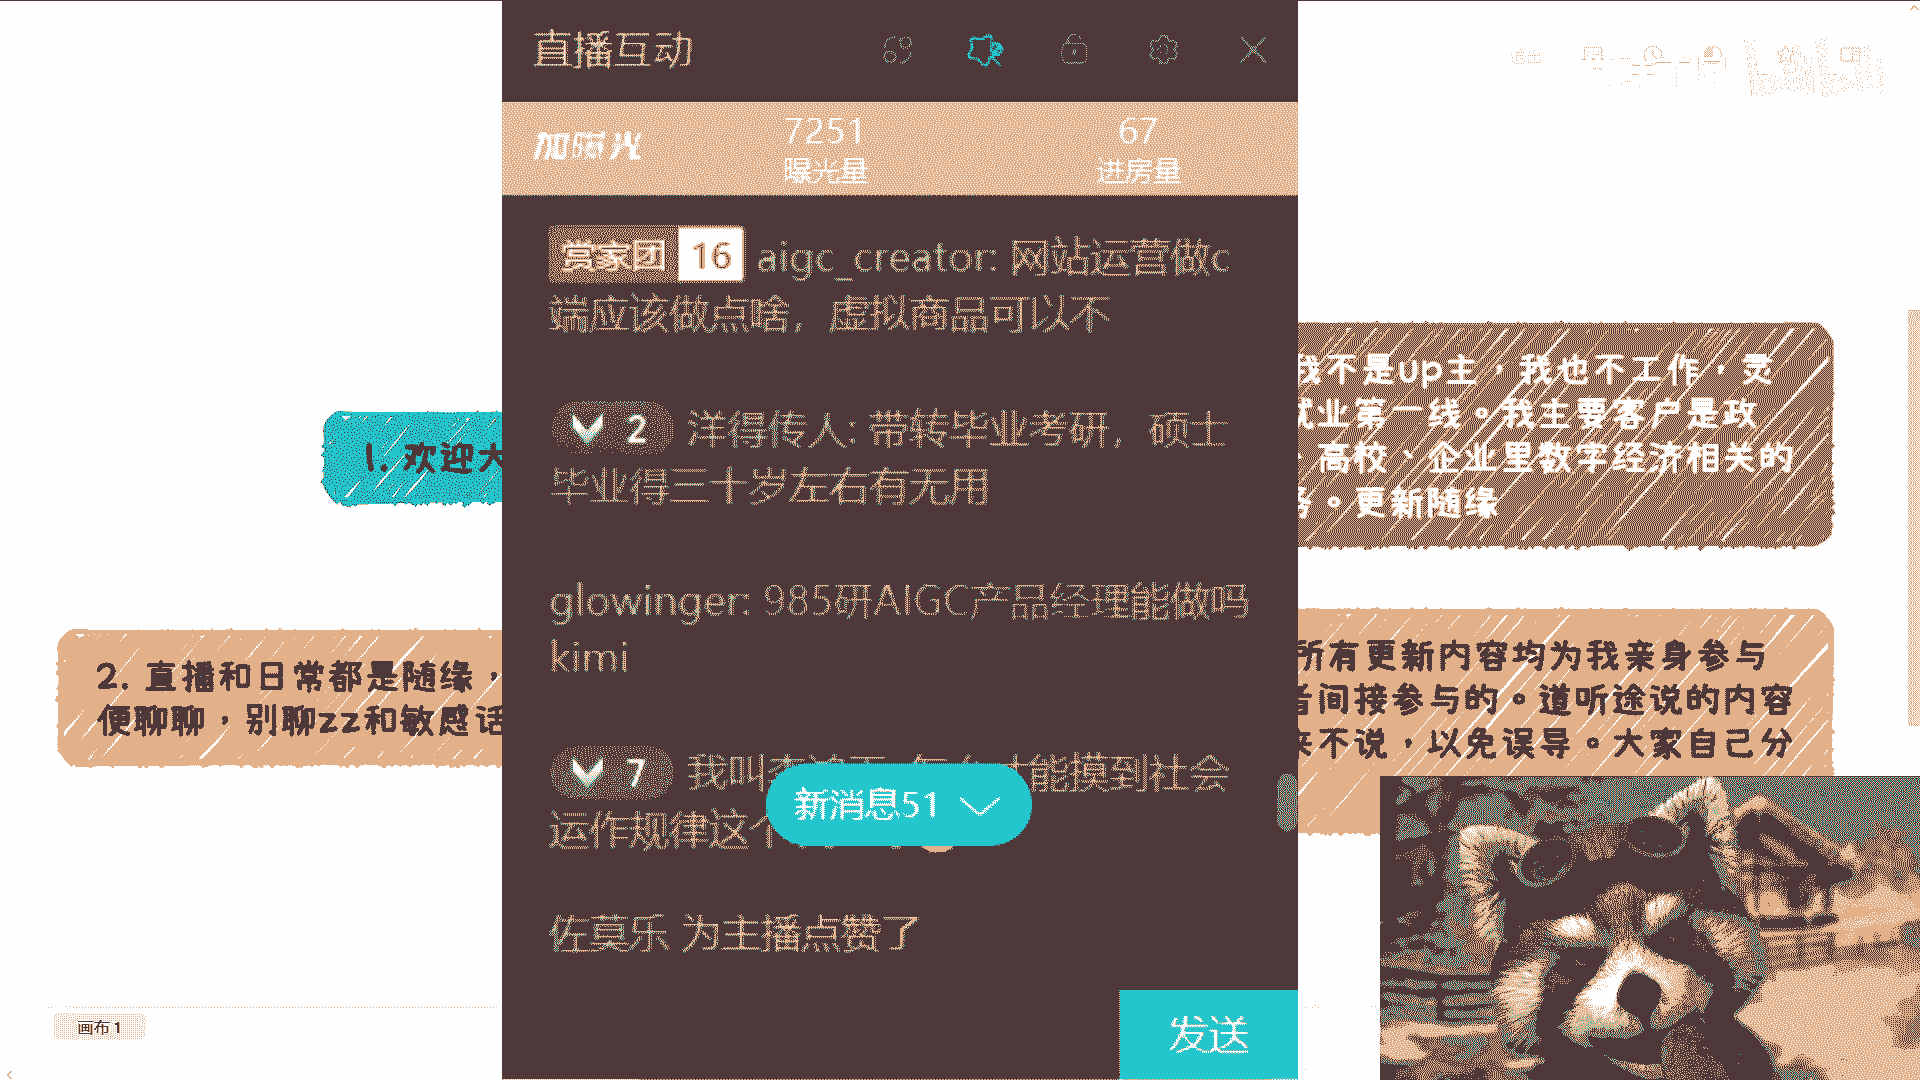 直播互动
加曝光
7251
曝光量
67
进房量
赏家团 16 aigc_creator: 网站运营做c
端应该做点啥，虚拟商品可以不
2 洋得传人: 带转毕业考研，硕士
毕业得三十岁左右有无用
glowinger: 985研AIGC产品经理能做吗
kimi
7 我叫李 能摸到社会
运作规律这个
新消息51
佐莫乐 为主播点赞了
发送
1. 欢迎大
2. 直播和日常都是随缘，
便聊聊，别聊zz和敏感话
我不是up主，我也不工作，灵
就业第一线。我主要客户是政
、高校、企业里数字经济相关的
。更新随缘
所有更新内容均为我亲身参与
者间接参与的。道听途说的内容
来不说，以免误导。大家自己分
画布 1